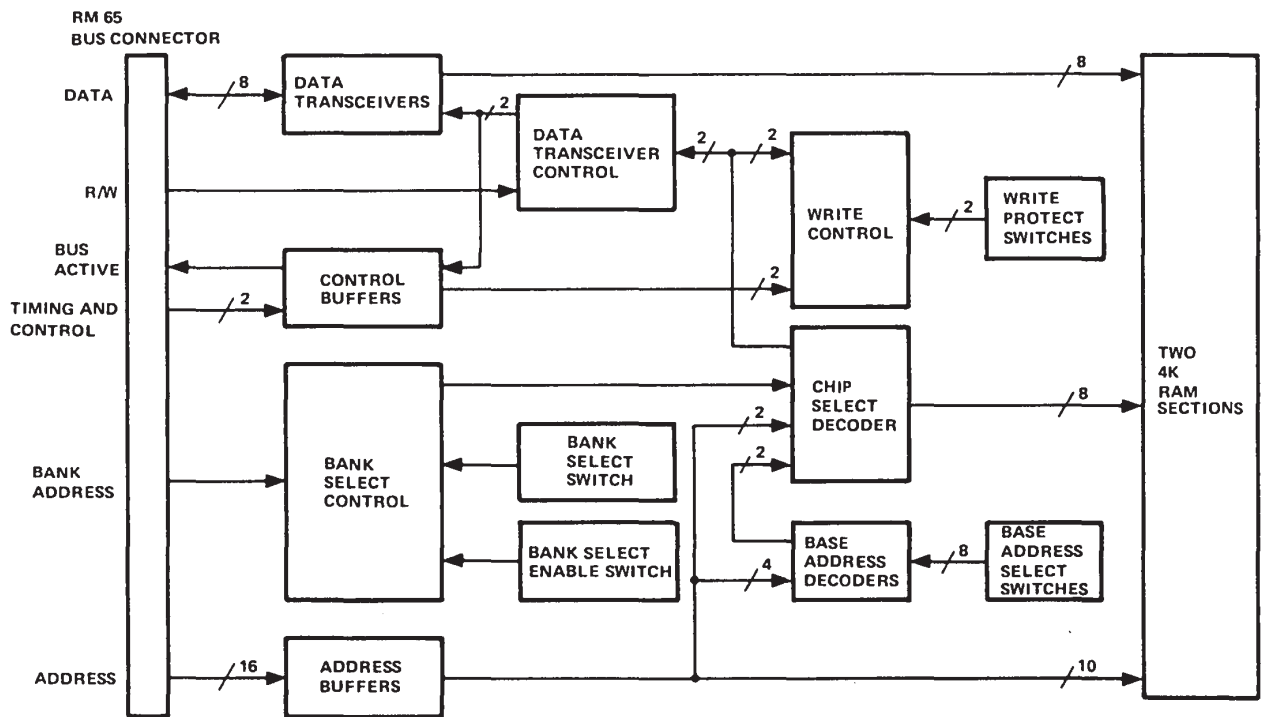 RM 65
BUS CONNECTOR
DATA
8
DATA
TRANSCEIVERS
8
2
DATA
TRANSCEIVER
CONTROL
2
2
R/W
WRITE
CONTROL
2
WRITE
PROTECT
SWITCHES
BUS
ACTIVE
TIMING AND
CONTROL
2
CONTROL
BUFFERS
2
TWO
4K
RAM
SECTIONS
CHIP
SELECT
DECODER
8
2
2
BANK
ADDRESS
BANK
SELECT
CONTROL
BANK
SELECT
SWITCH
BANK SELECT
ENABLE SWITCH
4
BASE
ADDRESS
DECODERS
8
BASE
ADDRESS
SELECT
SWITCHES
ADDRESS
16
ADDRESS
BUFFERS
10